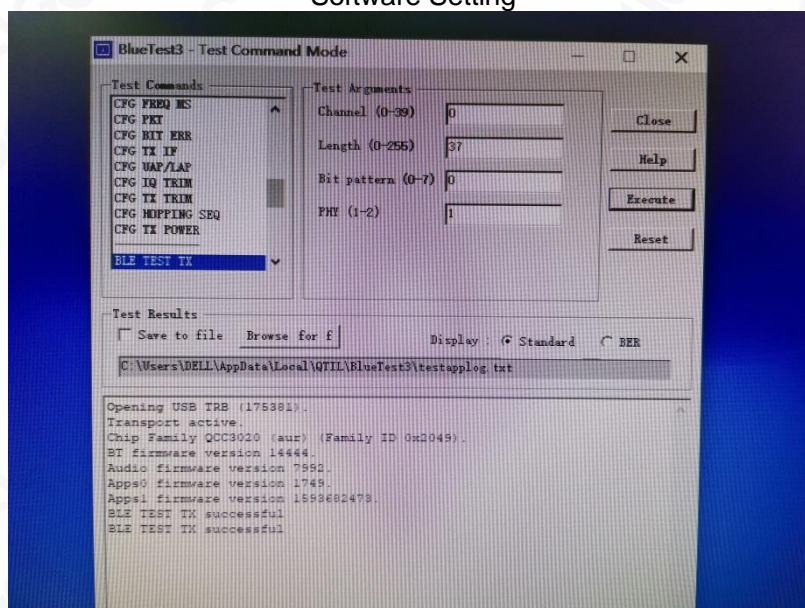 Software Setting
BlueTest3 - Test Command Mode
Test Commands
CFG FREQ MS
CFG PKT
CFG BIT ERR
CFG TX IF
CFG UAP/LAP
CFG IQ TRIM
CFG TX TRIM
CFG HOPPING SEQ
CFG TX POWER
BLE TEST TX
Test Arguments
Channel (0-39) 0
Length (0-255) 37
Bit pattern (0-7) 0
PHY (1-2) 1
Close
Help
Execute
Reset
Test Results
Save to file Browse for f Display : Standard BER
C:\Users\DELL\AppData\Local\QTIL\BlueTest3\testapplog.txt
Opening USB TRB (175381).
Transport active.
Chip Family QCC3020 (aur) (Family ID 0x2049).
BT firmware version 14444.
Audio firmware version 7992.
Apps0 firmware version 1749.
Apps1 firmware version 1593682473.
BLE TEST TX successful
BLE TEST TX successful